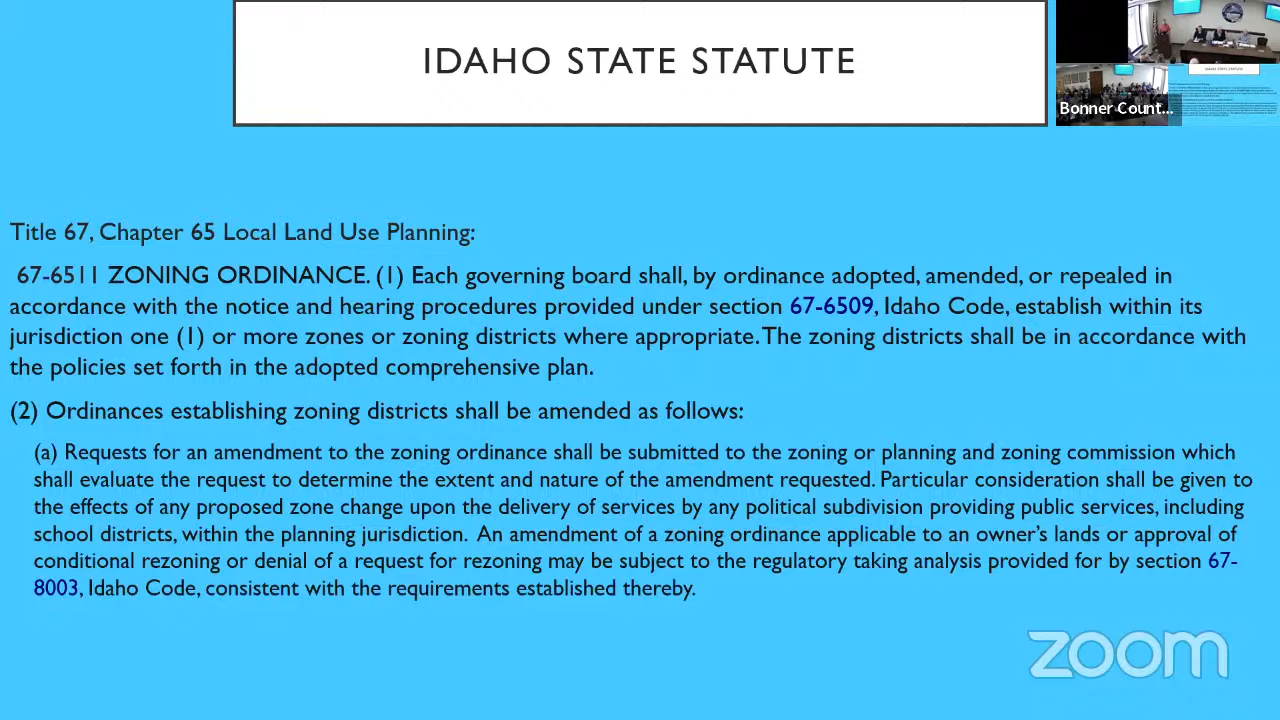 IDAHO STATE STATUTE
Bonner Count...
IDAHO STATE STATUTE
Title 67, Chapter 65 Local Land Use Planning:
67-6511 ZONING ORDINANCE. (1) Each governing board shall, by ordinance adopted, amended, or repealed in
accordance with the notice and hearing procedures provided under section 67-6509, Idaho Code, establish within its
jurisdiction one (1) or more zones or zoning districts where appropriate. The zoning districts shall be in accordance with
the policies set forth in the adopted comprehensive plan.
(2) Ordinances establishing zoning districts shall be amended as follows:
(a) Requests for an amendment to the zoning ordinance shall be submitted to the zoning or planning and zoning commission which
shall evaluate the request to determine the extent and nature of the amendment requested. Particular consideration shall be given to
the effects of any proposed zone change upon the delivery of services by any political subdivision providing public services, including
school districts, within the planning jurisdiction. An amendment of a zoning ordinance applicable to an owner's lands or approval of
conditional rezoning or denial of a request for rezoning may be subject to the regulatory taking analysis provided for by section 67-
8003, Idaho Code, consistent with the requirements established thereby.
zoom